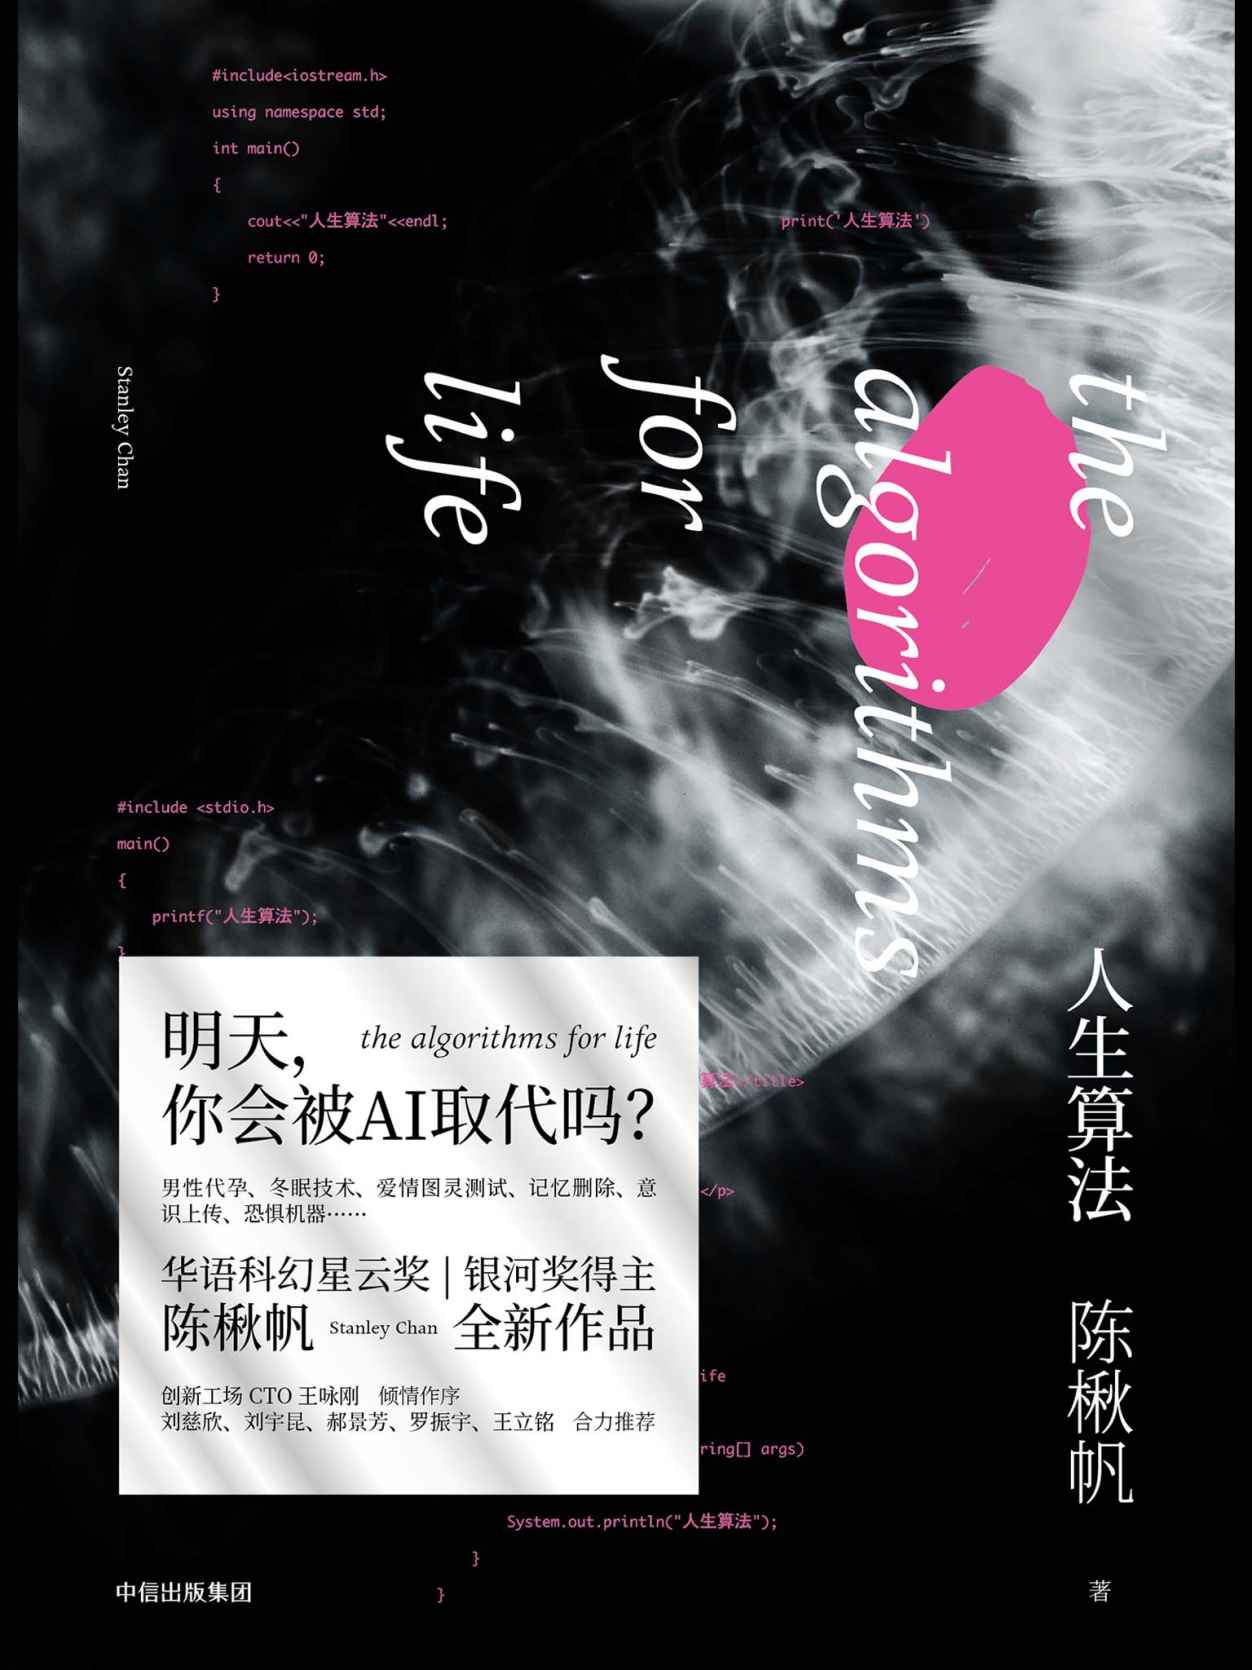 #include<iostream.h>
using namespace std;
int main()
{
cout<<"人生算法"<<endl;
return 0;
}
print('人生算法')
the
algorithms
for
life
Stanley Chan
#include <stdio.h>
main()
{
printf("人生算法");
}
人生算法 陈楸帆
著
明天,
the algorithms for life
你会被AI取代吗?
男性代孕、冬眠技术、爱情图灵测试、记忆删除、意
识上传、恐惧机器……
华语科幻星云奖 | 银河奖得主
陈楸帆 Stanley Chan 全新作品
创新工场 CTO 王咏刚 倾情作序
刘慈欣、刘宇昆、郝景芳、罗振宇、王立铭 合力推荐
算法</title>
</p>
ife
ring[] args)
System.out.println("人生算法");
}
}
中信出版集团